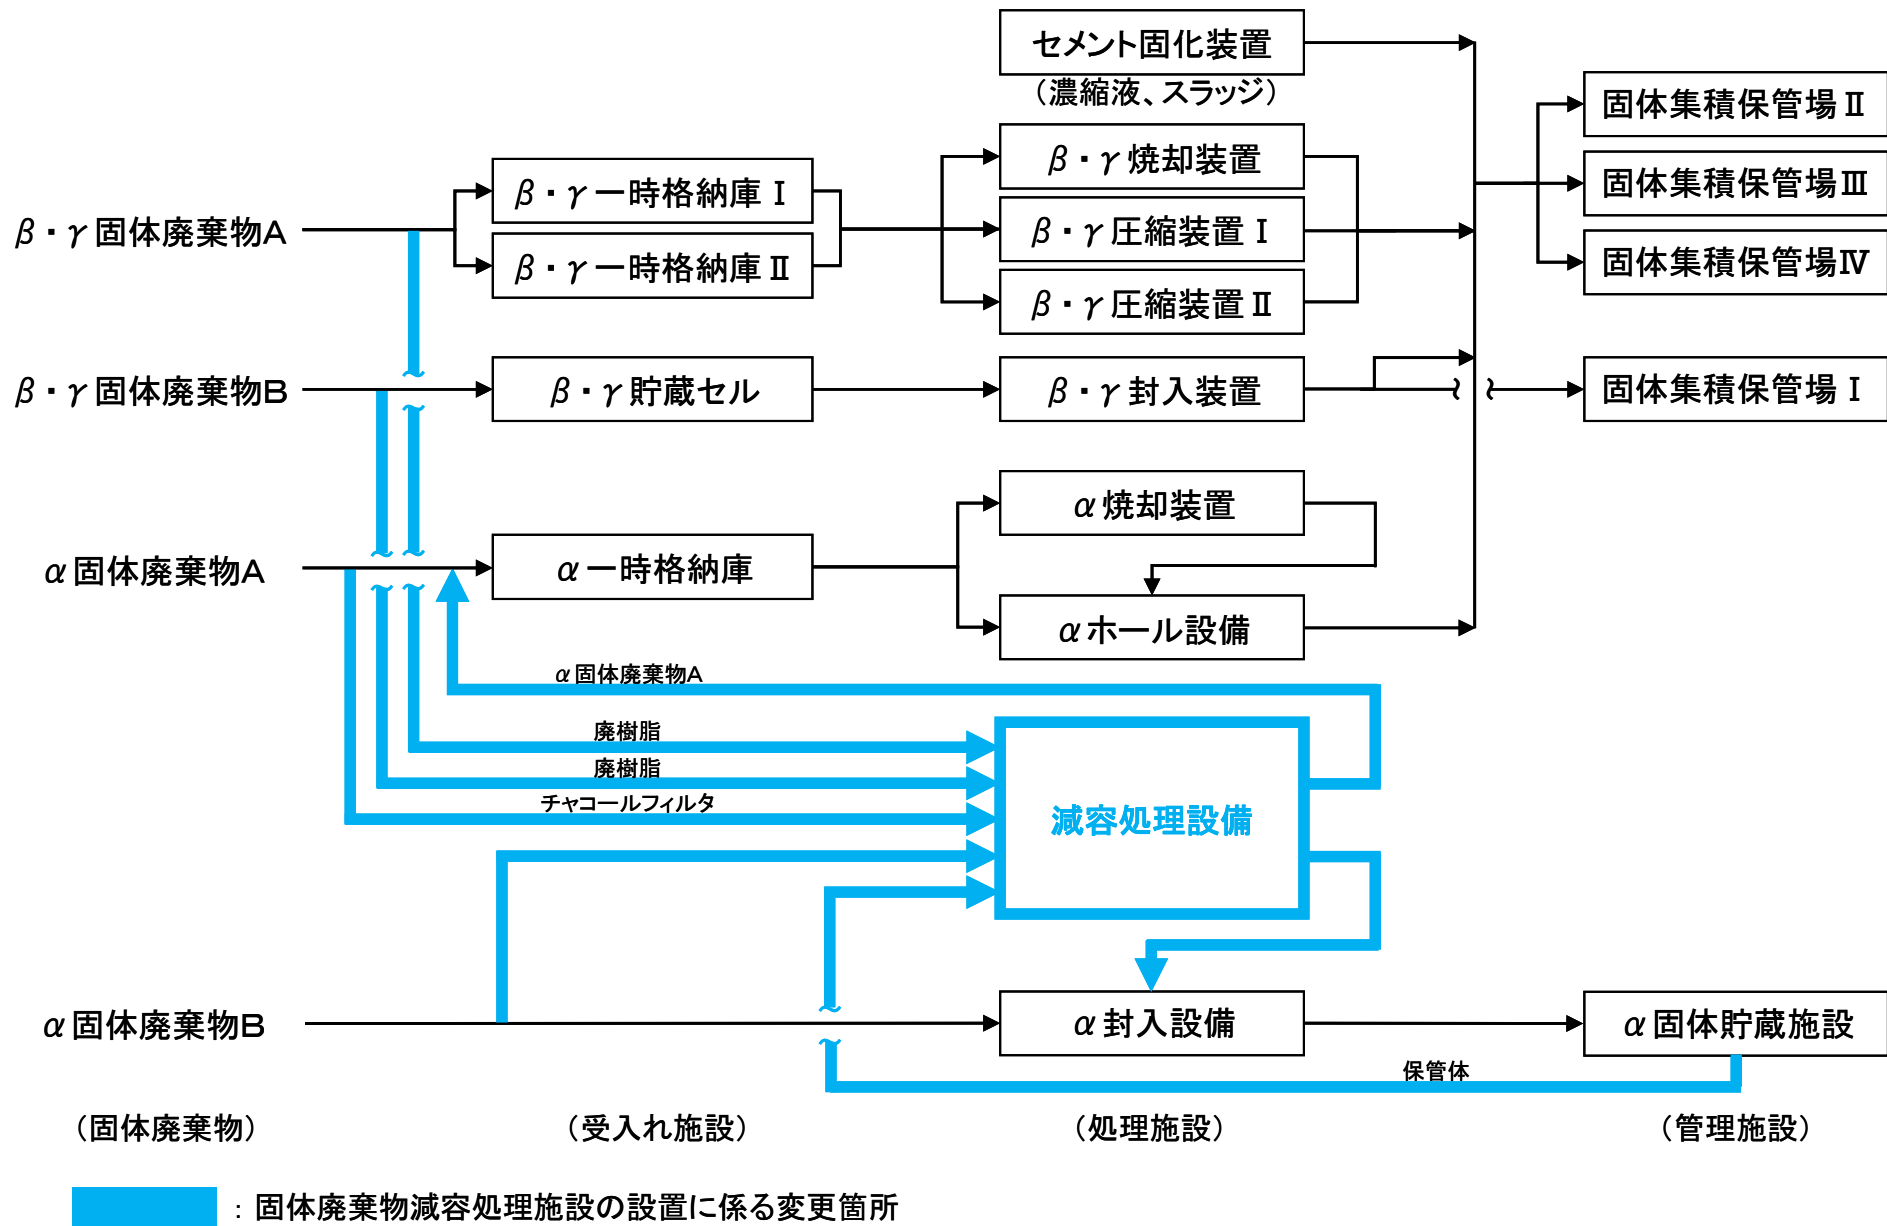 セメント固化装置
（濃縮液、スラッジ）
固体集積保管場Ⅱ
β・γ焼却装置
β・γ一時格納庫Ⅰ
固体集積保管場Ⅲ
β・γ固体廃棄物A
β・γ圧縮装置Ⅰ
β・γ一時格納庫Ⅱ
固体集積保管場Ⅳ
β・γ圧縮装置Ⅱ
β・γ固体廃棄物B
β・γ貯蔵セル
β・γ封入装置
固体集積保管場Ⅰ
α焼却装置
α固体廃棄物A
α一時格納庫
αホール設備
α固体廃棄物A
廃樹脂
廃樹脂
チャコールフィルタ
減容処理設備
α固体廃棄物B
α封入設備
α固体貯蔵施設
保管体
（固体廃棄物）
（受入れ施設）
（処理施設）
（管理施設）
：固体廃棄物減容処理施設の設置に係る変更箇所